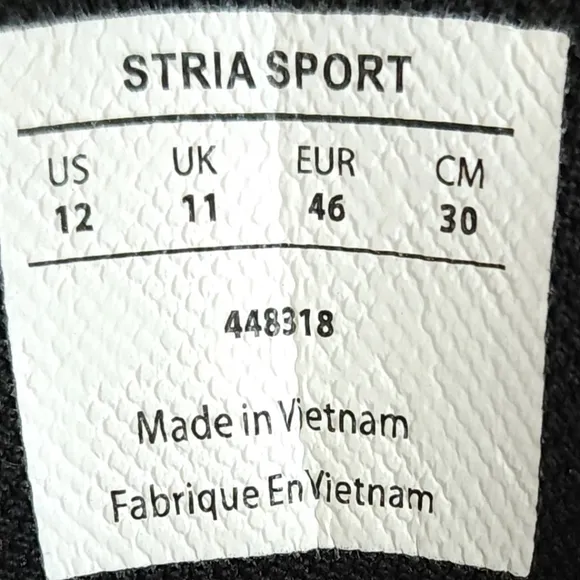 STRIA SPORT
US UK EUR CM
12 11 46 30
448318
Made in Vietnam
Fabrique En Vietnam